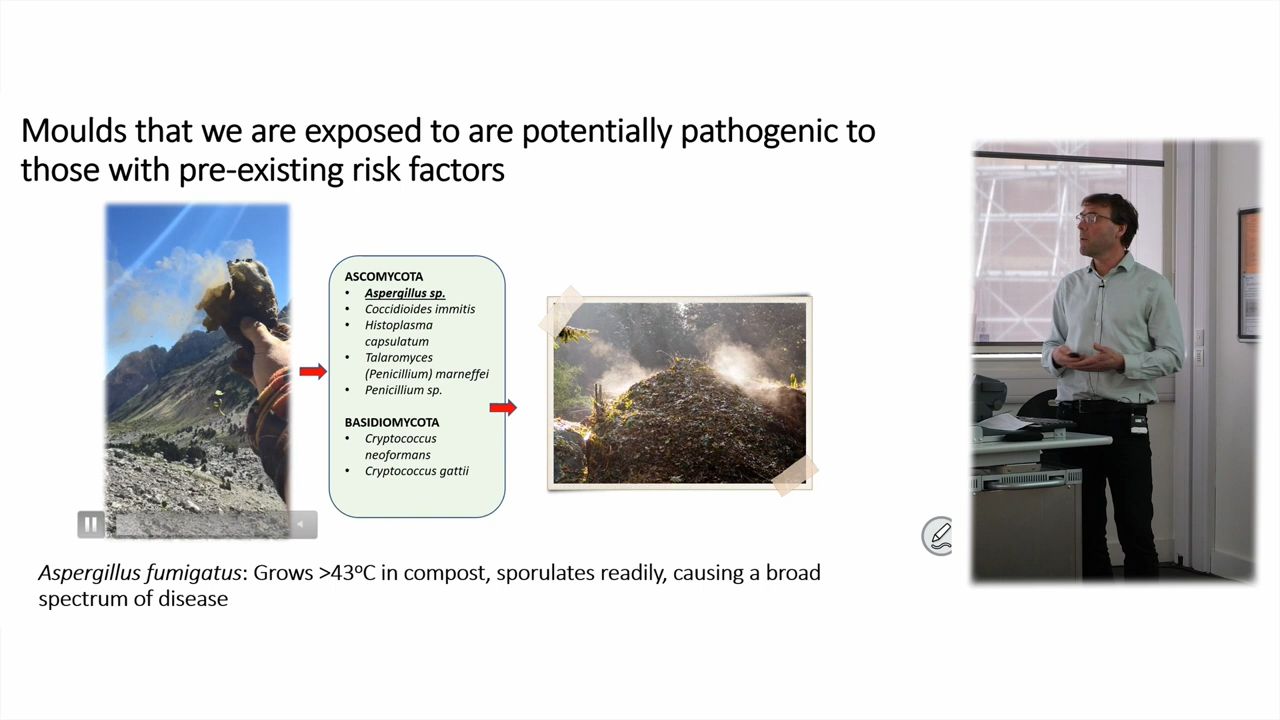 Moulds that we are exposed to are potentially pathogenic to
those with pre-existing risk factors
ASCOMYCOTA
• Aspergillus sp.
• Coccidioides immitis
• Histoplasma
capsulatum
• Talaromyces
(Penicillium) marneffei
• Penicillium sp.
BASIDIOMYCOTA
• Cryptococcus
neoformans
• Cryptococcus gattii
Aspergillus fumigatus: Grows >43ºC in compost, sporulates readily, causing a broad
spectrum of disease